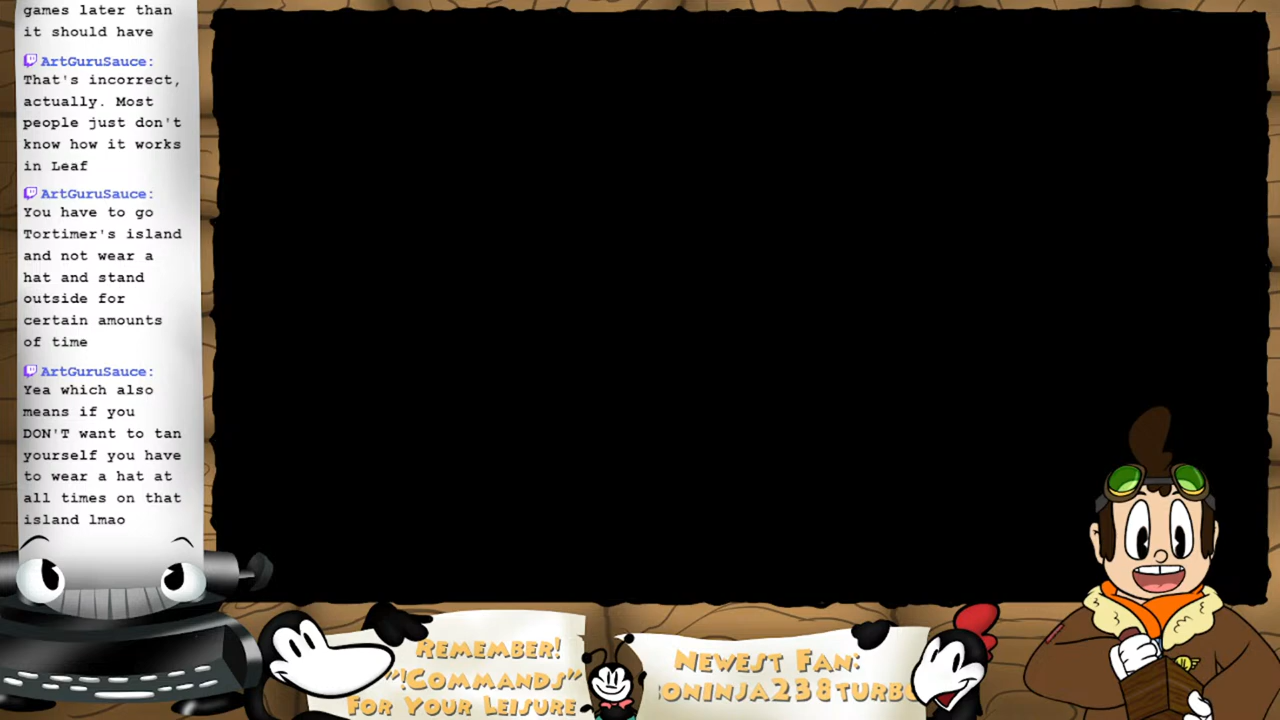 games later than
it should have
ArtGuruSauce:
That's incorrect,
actually. Most
people just don't
know how it works
in Leaf
ArtGuruSauce:
You have to go
Tortimer's island
and not wear a
hat and stand
outside for
certain amounts
of time
ArtGuruSauce:
Yea which also
means if you
DON'T want to tan
yourself you have
to wear a hat at
all times on that
island lmao
Remember!
"!Commands"
For Your Leisure
Newest Fan:
oninja238turbo